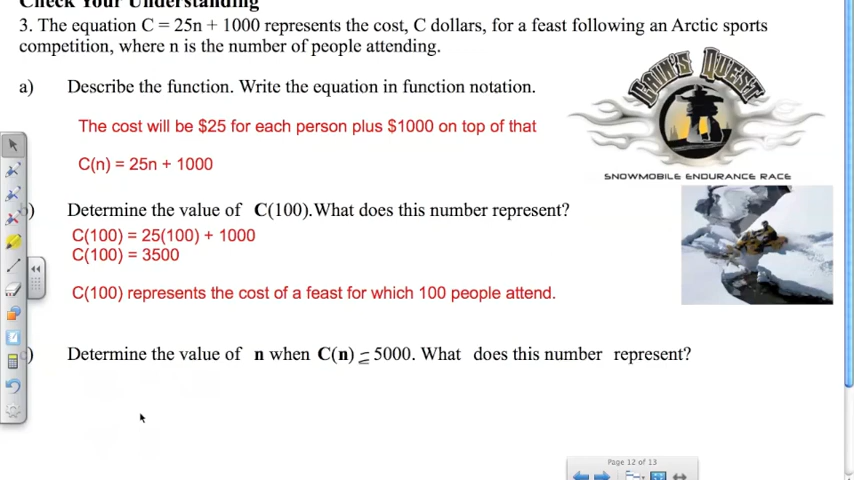 Check Your Understanding
3. The equation C = 25n + 1000 represents the cost, C dollars, for a feast following an Arctic sports
competition, where n is the number of people attending.
a) Describe the function. Write the equation in function notation.
The cost will be $25 for each person plus $1000 on top of that
C(n) = 25n + 1000
CAIN'S QUEST
SNOWMOBILE ENDURANCE RACE
b) Determine the value of C(100).What does this number represent?
C(100) = 25(100) + 1000
C(100) = 3500
C(100) represents the cost of a feast for which 100 people attend.
c) Determine the value of n when C(n) = 5000. What does this number represent?
Page 12 of 13